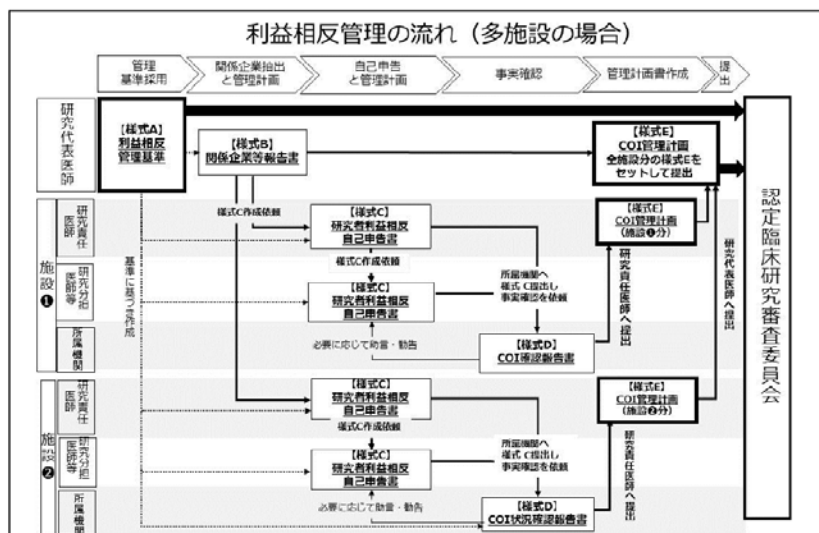 利益相反管理の流れ（多施設の場合）
管理
基準採用
関係企業抽出
と管理計画
自己申告
と管理計画
事実確認
管理計画書作成
提
出
研究
代表医師
【様式A】
利益相反
管理基準
【様式B】
関係企業等報告書
【様式E】
COI管理計画
全施設分の様式Eを
セットして提出
認定臨床研究審査委員会
様式C作成依頼
施設❶
研究責任
医師
【様式C】
研究者利益相反
自己申告書
【様式E】
COI管理計画
（施設❶分）
様式C作成依頼
基準に基づき作成
研究分担
医師等
【様式C】
研究者利益相反
自己申告書
所属機関へ
様式C提出し
事実確認を依頼
研究責任医師へ提出
研究代表医師へ提出
所属
機関
必要に応じて助言・勧告
【様式D】
COI確認報告書
施設❷
研究責任
医師
【様式C】
研究者利益相反
自己申告書
【様式E】
COI管理計画
（施設❷分）
様式C作成依頼
研究分担
医師等
【様式C】
研究者利益相反
自己申告書
所属機関へ
様式C提出し
事実確認を依頼
研究責任医師へ提出
所属
機関
必要に応じて助言・勧告
【様式D】
COI状況確認報告書